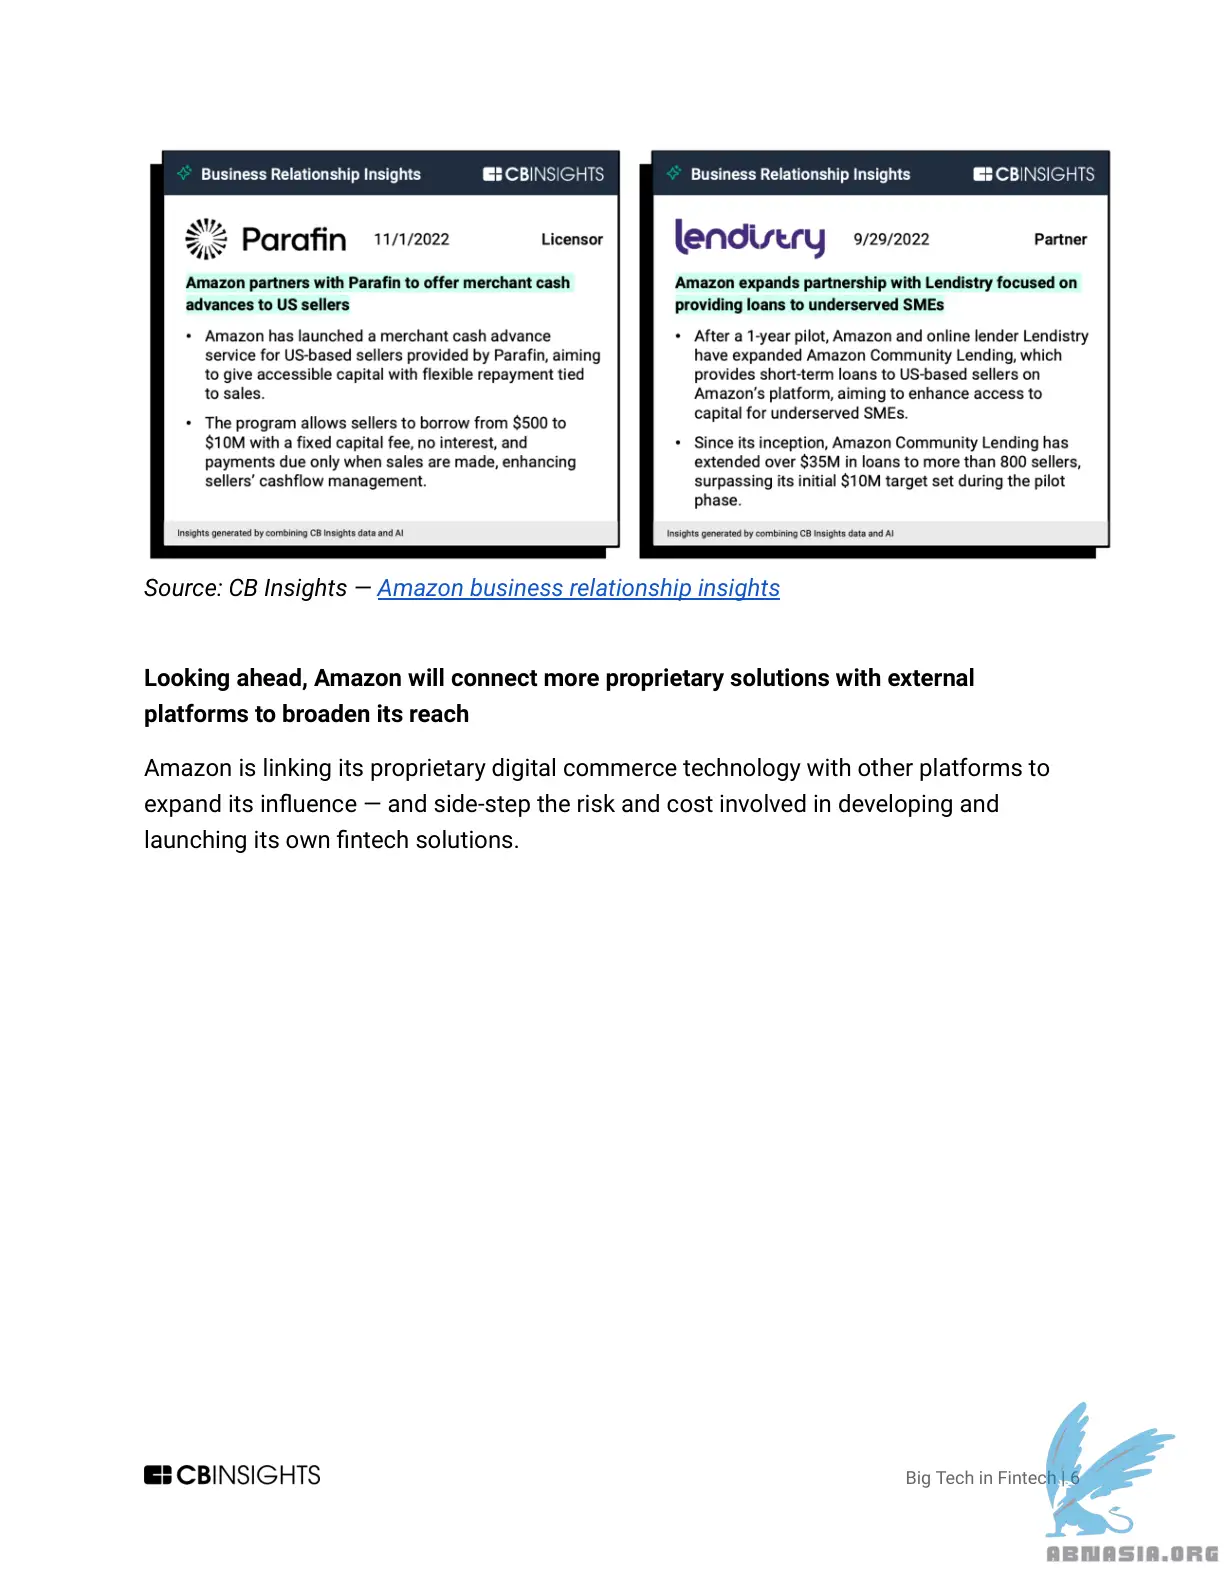 Business Relationship Insights
CBINSIGHTS
Parafin
11/1/2022
Licensor
Amazon partners with Parafin to offer merchant cash
advances to US sellers
• Amazon has launched a merchant cash advance
service for US-based sellers provided by Parafin, aiming
to give accessible capital with flexible repayment tied
to sales.
• The program allows sellers to borrow from $500 to
$10M with a fixed capital fee, no interest, and
payments due only when sales are made, enhancing
sellers’ cashflow management.
Insights generated by combining CB Insights data and AI
Business Relationship Insights
CBINSIGHTS
lendistry
9/29/2022
Partner
Amazon expands partnership with Lendistry focused on
providing loans to underserved SMEs
• After a 1-year pilot, Amazon and online lender Lendistry
have expanded Amazon Community Lending, which
provides short-term loans to US-based sellers on
Amazon’s platform, aiming to enhance access to
capital for underserved SMEs.
• Since its inception, Amazon Community Lending has
extended over $35M in loans to more than 800 sellers,
surpassing its initial $10M target set during the pilot
phase.
Insights generated by combining CB Insights data and AI
Source: CB Insights — Amazon business relationship insights
Looking ahead, Amazon will connect more proprietary solutions with external
platforms to broaden its reach
Amazon is linking its proprietary digital commerce technology with other platforms to
expand its influence — and side-step the risk and cost involved in developing and
launching its own fintech solutions.
CBINSIGHTS
Big Tech in Fintech | 6
ABNASIA.ORG